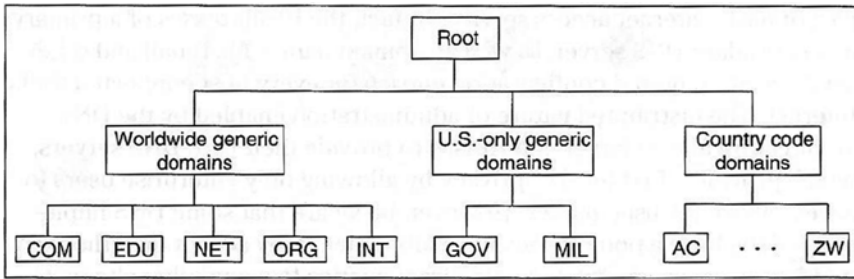 Root
Worldwide generic
domains
U.S.-only generic
domains
Country code
domains
COM EDU NET ORG INT GOV MIL AC . . . ZW